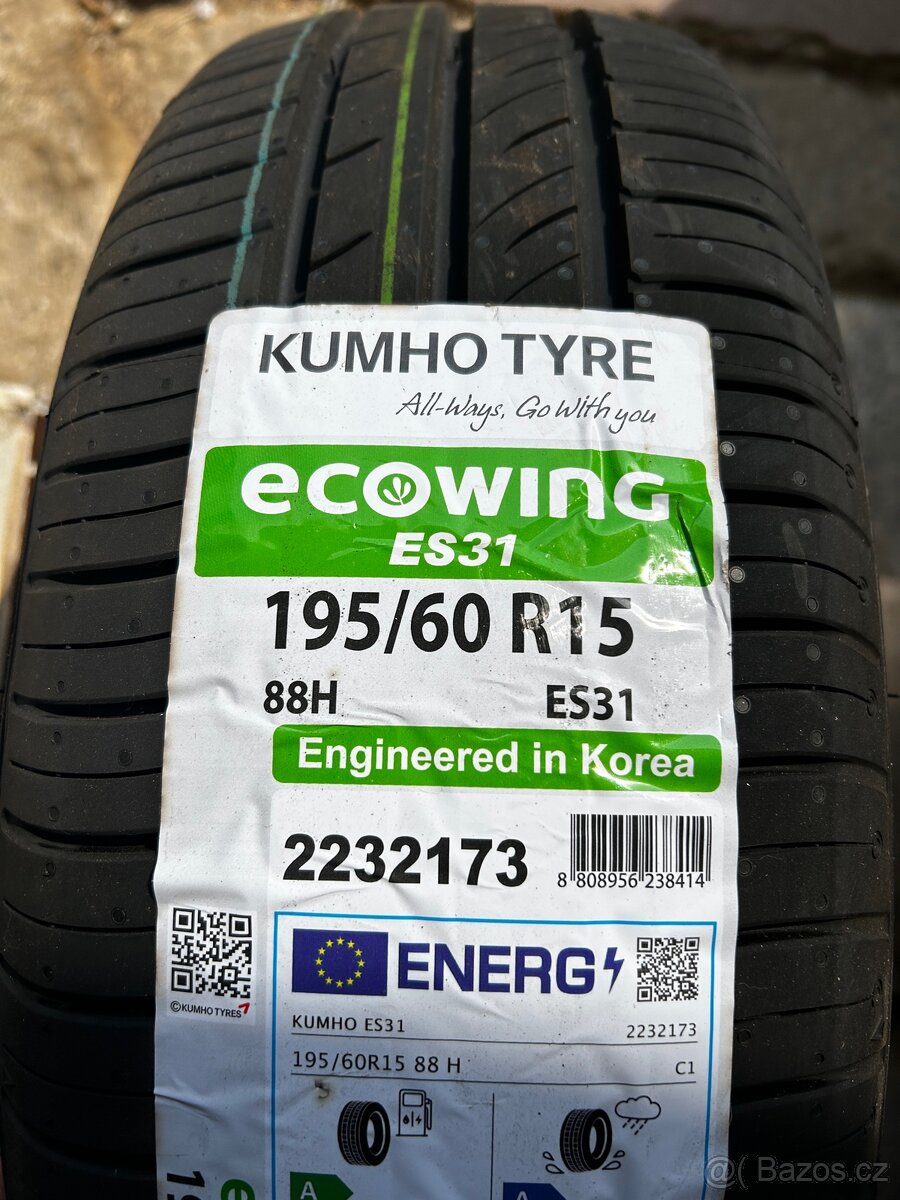 KUMHO TYRE
All-Ways, Go With you
ecowing
ES31
195/60 R15
88H ES31
Engineered in Korea
2232173
8 808956 238414
©KUMHO TYRES
ENERG
KUMHO ES31 2232173
195/60R15 88 H C1
A A
@( Bazos.cz